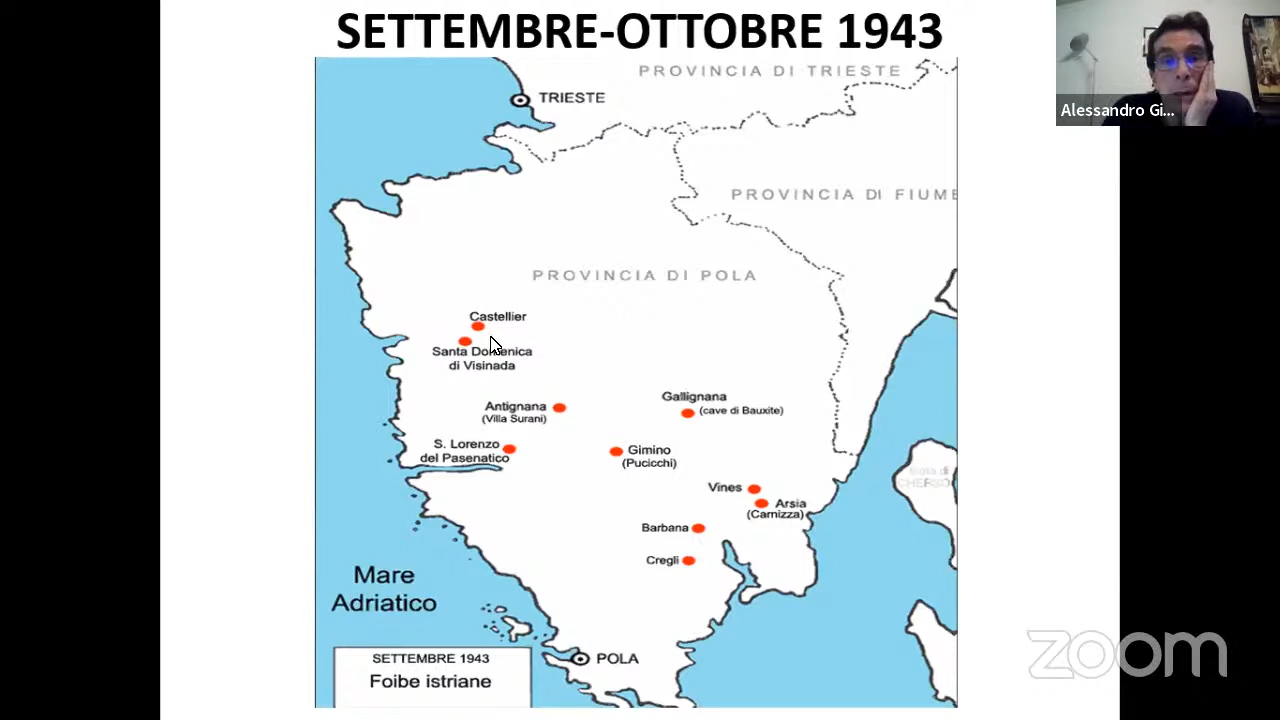 SETTEMBRE-OTTOBRE 1943
Alessandro Gi...
PROVINCIA DI TRIESTE
TRIESTE
PROVINCIA DI FIUME
PROVINCIA DI POLA
Castellier
Santa Domenica
di Visinada
Antignana
(Villa Surani)
Gallignana
(cave di Bauxite)
S. Lorenzo
del Pasenatico
Gimino
(Pucicchi)
Vines
Arsia
(Carnizza)
Barbana
Cregli
Mare
Adriatico
POLA
SETTEMBRE 1943
Foibe istriane
zoom